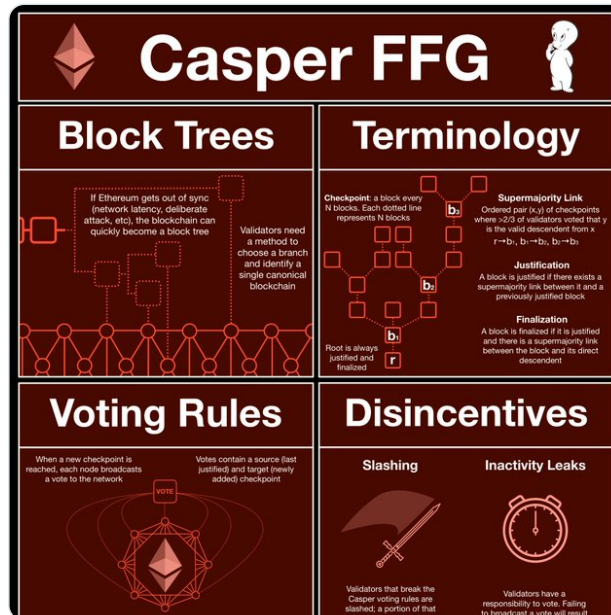 Casper FFG
Block Trees
If Ethereum gets out of sync
(network latency, deliberate
attack, etc), the blockchain can
quickly become a block tree
Validators need
a method to
choose a branch
and identify a
single canonical
blockchain
Terminology
Checkpoint: a block every
N blocks. Each dotted line
represents N blocks
b₃
b₂
b₁
r
Root is always
justified and
finalized
Supermajority Link
Ordered pair (x,y) of checkpoints
where >2/3 of validators voted that y
is the valid descendent from x
r→b₁, b₁→b₂, b₂→b₃
Justification
A block is justified if there exists a
supermajority link between it and a
previously justified block
Finalization
A block is finalized if it is justified
and there is a supermajority link
between the block and its direct
descendent
Voting Rules
When a new checkpoint is
reached, each node broadcasts
a vote to the network
Votes contain a source (last
justified) and target (newly
added) checkpoint
VOTE
Disincentives
Slashing
Validators that break the
Casper voting rules are
slashed; a portion of that
Inactivity Leaks
Validators have a
responsibility to vote. Failing
to broadcast a vote will result